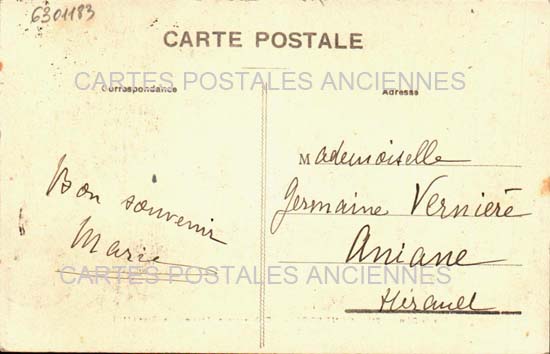 6301183
CARTE POSTALE
CARTES POSTALES ANCIENNES
Correspondance
Adresse
Bon souvenir
Marie
Mademoiselle
Germaine Vernière
Aniane
Hérault
CARTES POSTALES ANCIENNES